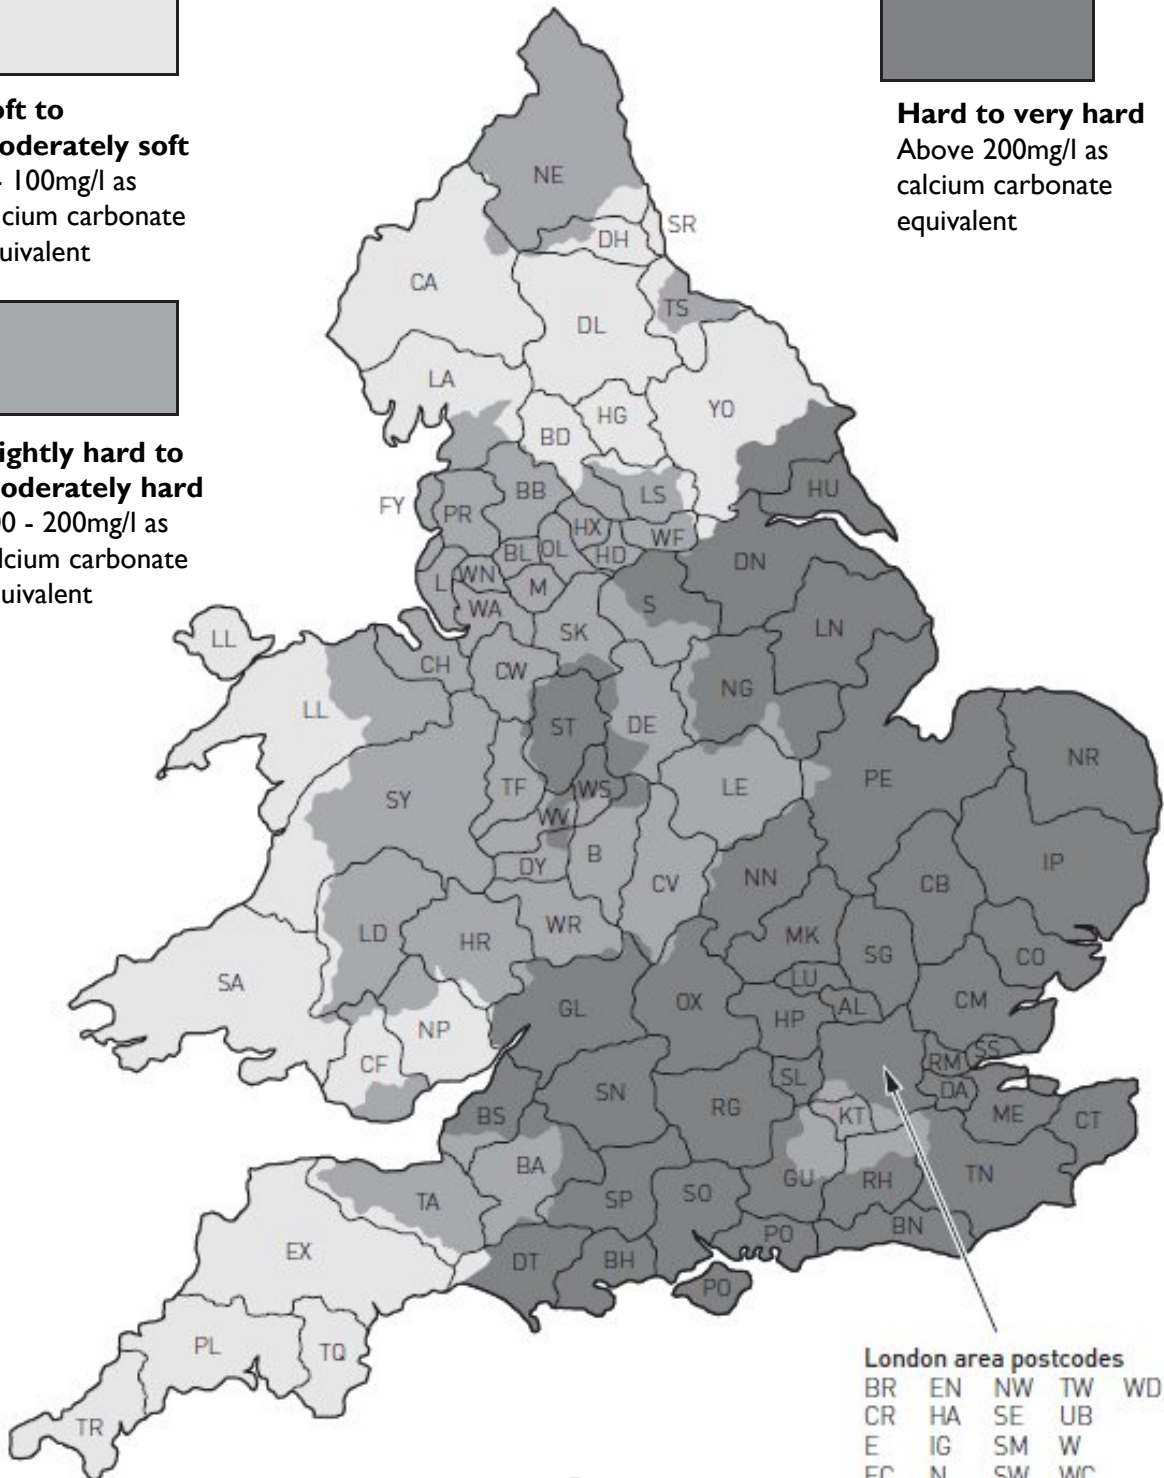 oft to
oderately soft
- 100mg/l as
lcium carbonate
uivalent
ightly hard to
oderately hard
00 - 200mg/l as
lcium carbonate
uivalent
Hard to very hard
Above 200mg/l as
calcium carbonate
equivalent
NE
SR
DH
CA
TS
DL
LA
HG
YO
BD
HU
LS
BB
FY
PR
HX
WF
BL
OL
HD
DN
WN
L
M
WA
S
LN
SK
LL
CH
CW
NG
LL
ST
DE
NR
PE
SY
TF
WS
LE
WV
B
IP
DY
CV
NN
CB
LD
HR
WR
MK
SG
CO
SA
LU
GL
OX
AL
CM
HP
NP
SS
CF
RM
SL
DA
SN
RG
BS
KT
ME
CT
BA
TN
GU
RH
TA
SP
SO
BN
EX
PO
DT
BH
PO
PL
TQ
TR
London area postcodes
BR EN NW TW WD
CR HA SE UB
E IG SM W
EC N SW WC